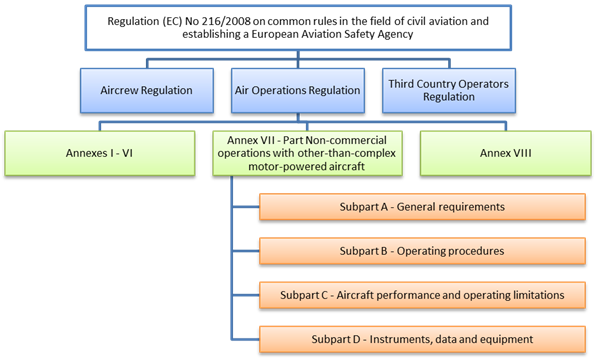 Regulation (EC) No 216/2008 on common rules in the field of civil aviation and
establishing a European Aviation Safety Agency
Aircrew Regulation
Air Operations Regulation
Third Country Operators
Regulation
Annexes I - VI
Annex VII - Part Non-commercial
operations with other-than-complex
motor-powered aircraft
Annex VIII
Subpart A - General requirements
Subpart B - Operating procedures
Subpart C - Aircraft performance and operating limitations
Subpart D - Instruments, data and equipment